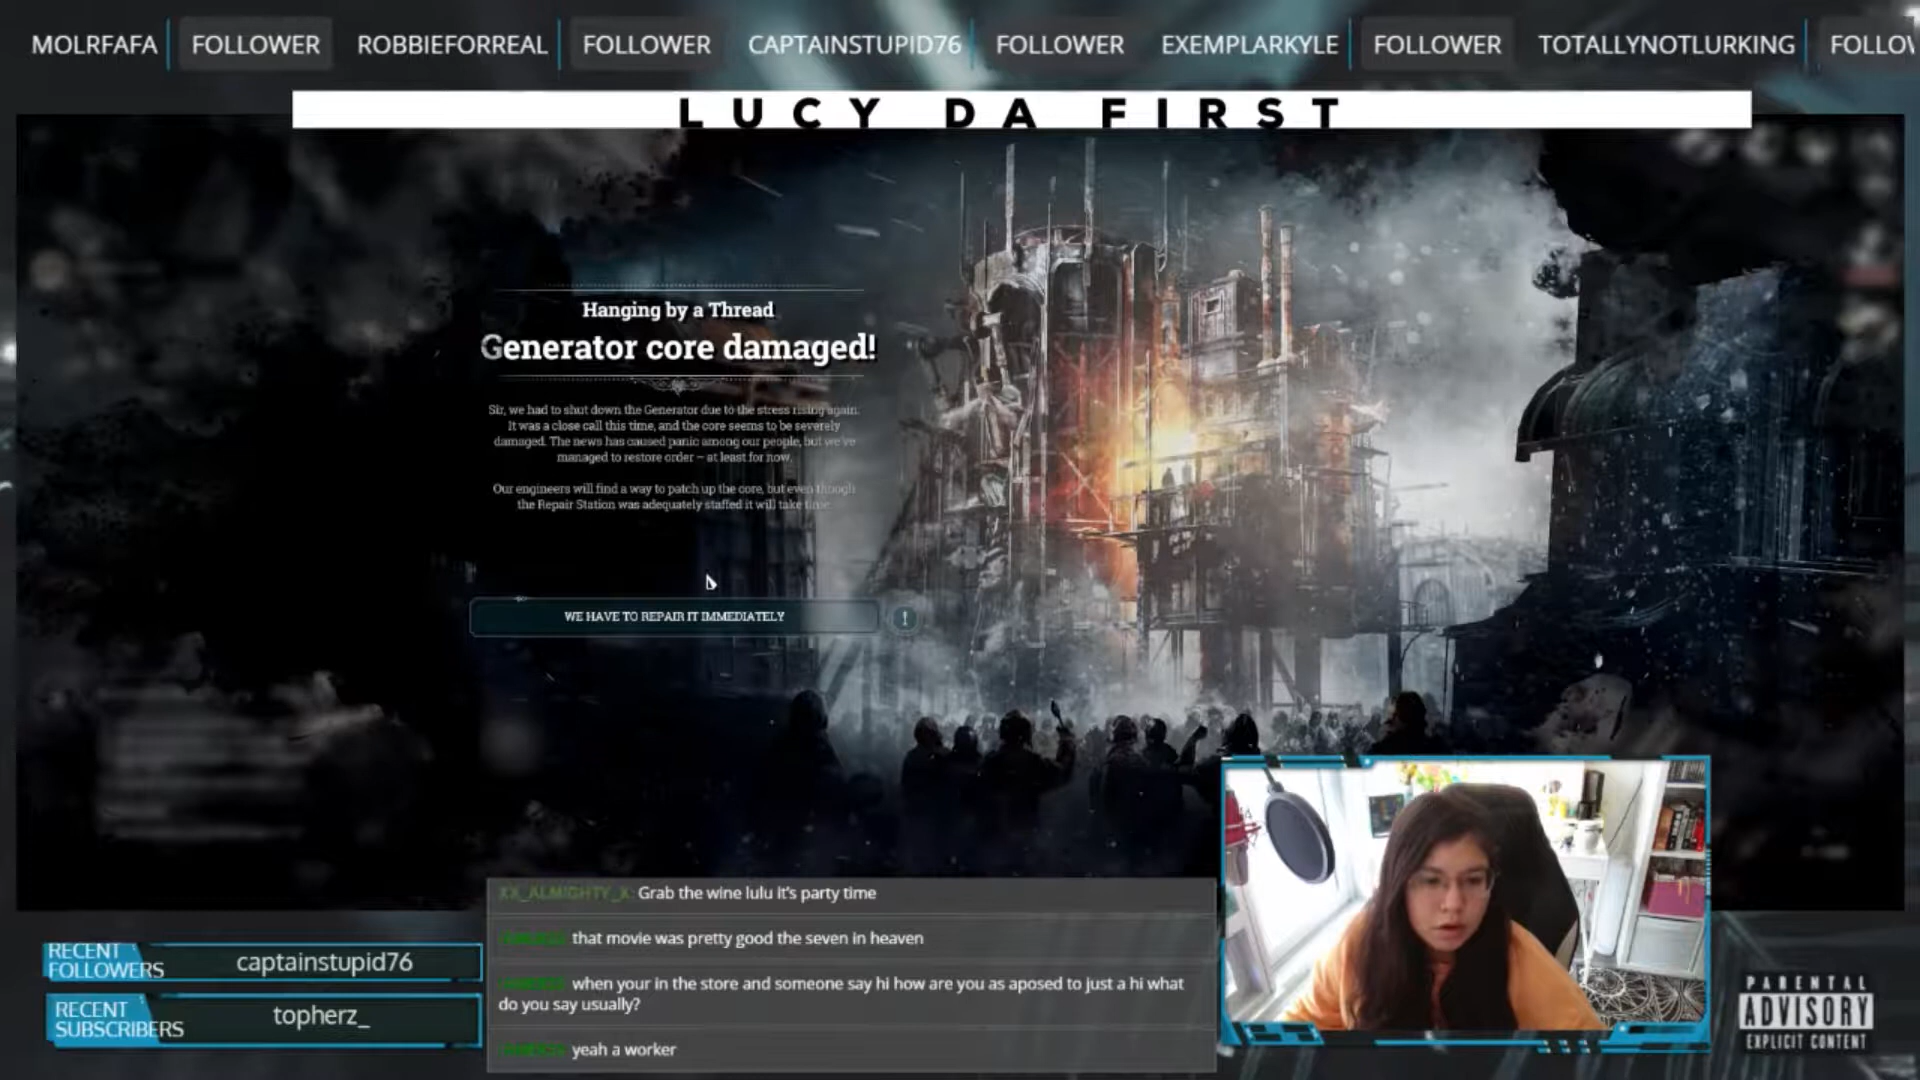 MOLRFAFA FOLLOWER ROBBIEFORREAL FOLLOWER CAPTAINSTUPID76 FOLLOWER EXEMPLARKYLE FOLLOWER TOTALLYNOTLURKING FOLLOW
LUCY DA FIRST
Hanging by a Thread
Generator core damaged!
Sir, we had to shut down the Generator due to the stress rising again.
It was a close call this time, and the core seems to be severely
damaged. The news has caused panic among our people, but we've
managed to restore order – at least for now.
Our engineers will find a way to patch up the core, but even though
the Repair Station was adequately staffed it will take time.
WE HAVE TO REPAIR IT IMMEDIATELY !
XX_ALMIGHTY_X: Grab the wine lulu it's party time
that movie was pretty good the seven in heaven
when your in the store and someone say hi how are you as aposed to just a hi what
do you say usually?
yeah a worker
RECENT
FOLLOWERS captainstupid76
RECENT
SUBSCRIBERS topherz_
PARENTAL
ADVISORY
EXPLICIT CONTENT